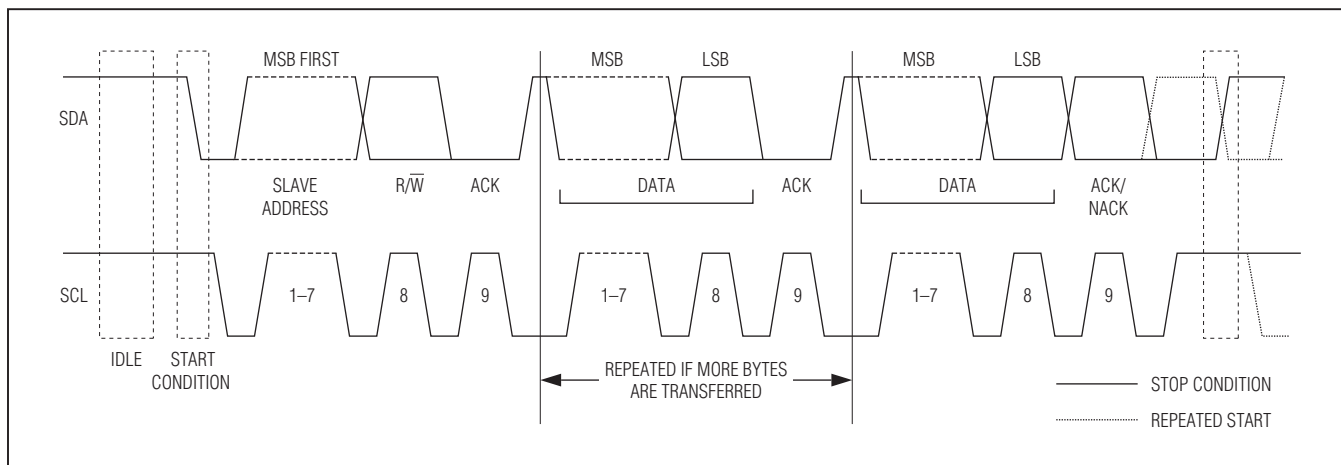 MSB FIRST
MSB
LSB
MSB
LSB
SDA
SLAVE
ADDRESS
R/W̅
ACK
DATA
ACK
DATA
ACK/
NACK
SCL
1–7
8
9
1–7
8
9
1–7
8
9
IDLE
START
CONDITION
REPEATED IF MORE BYTES
ARE TRANSFERRED
STOP CONDITION
REPEATED START